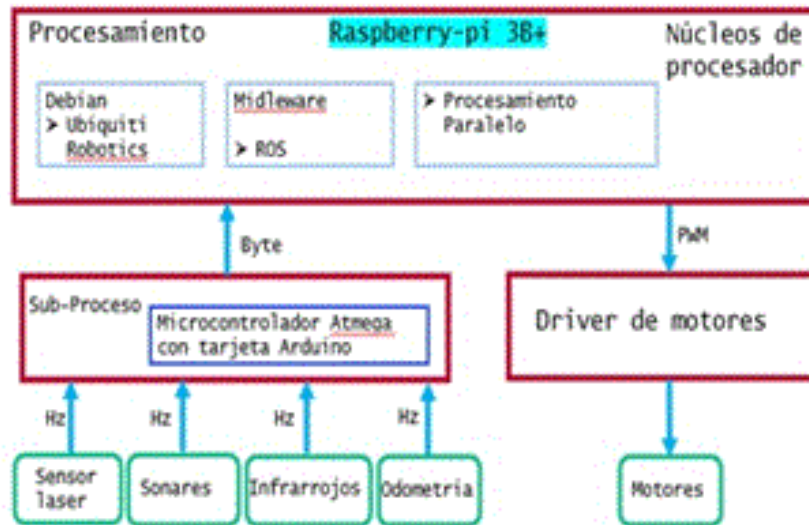 Procesamiento
Raspberry-pi 3B+
Núcleos de
procesador
Debian
➤ Ubiquiti
Robotics
Midleware
➤ ROS
➤ Procesamiento
Paralelo
Byte
PWM
Sub-Proceso
Microcontrolador Atmega
con tarjeta Arduino
Driver de motores
Hz
Hz
Hz
Hz
Sensor
laser
Sonares
Infrarrojos
Odometría
Motores